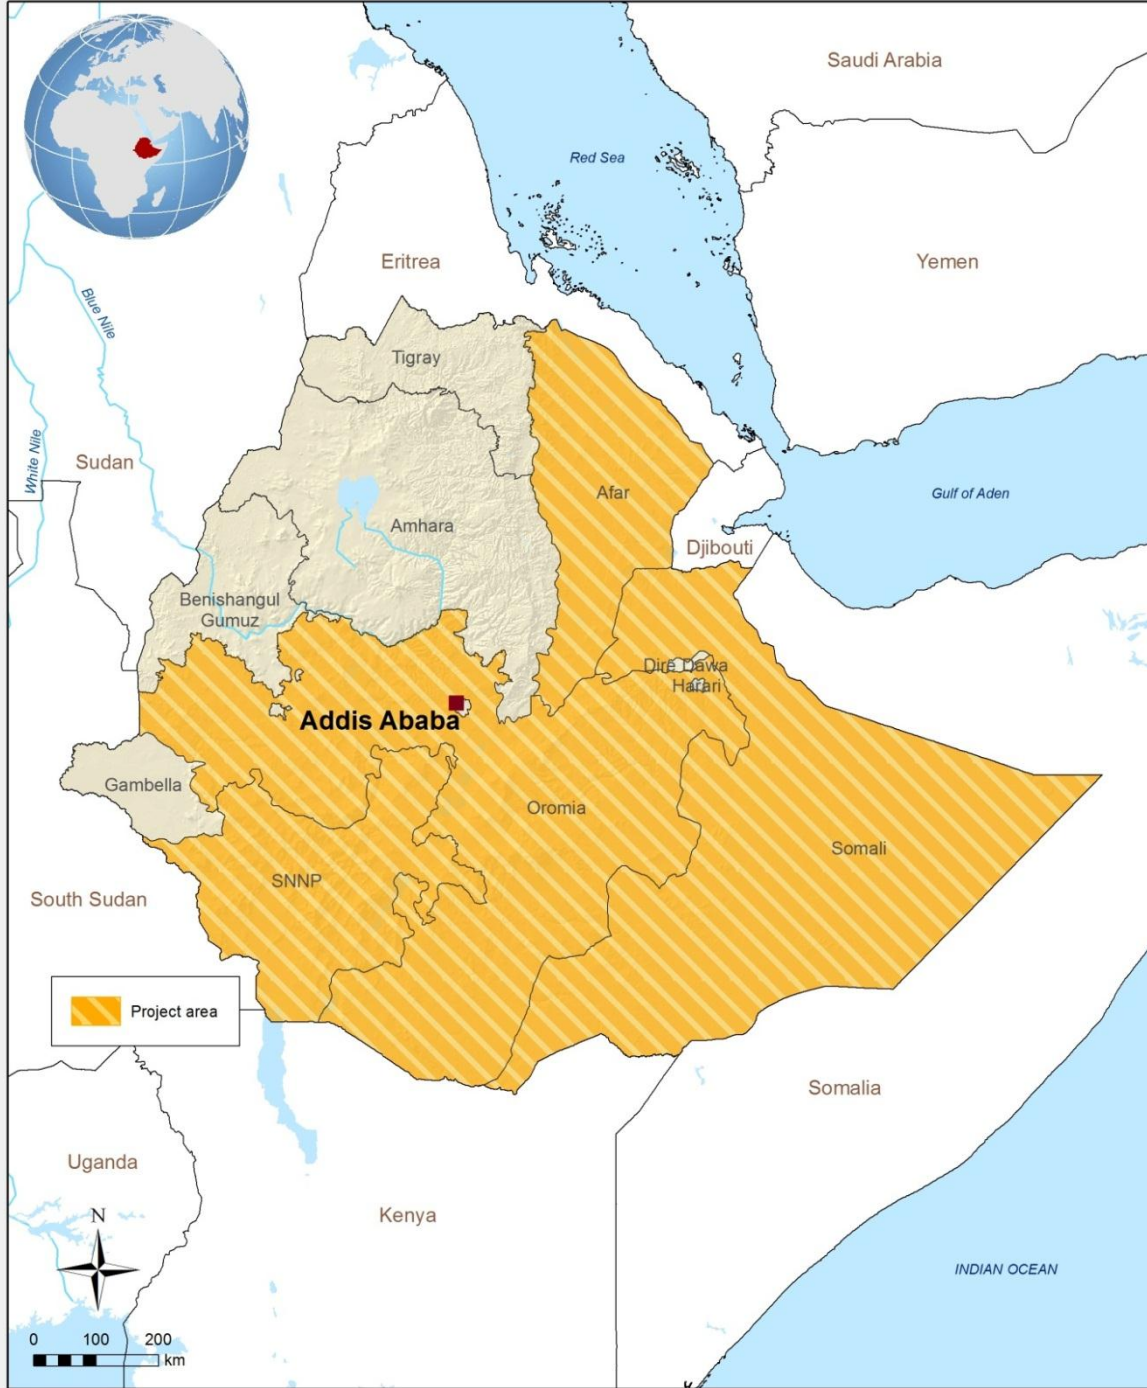 Saudi Arabia
Red Sea
Eritrea
Yemen
Blue Nile
Tigray
White Nile
Sudan
Afar
Gulf of Aden
Amhara
Djibouti
Benishangul
Gumuz
Dire Dawa
Harari
Addis Ababa
Gambella
Oromia
Somali
SNNP
South Sudan
Project area
Somalia
Uganda
Kenya
N
INDIAN OCEAN
0 100 200
km